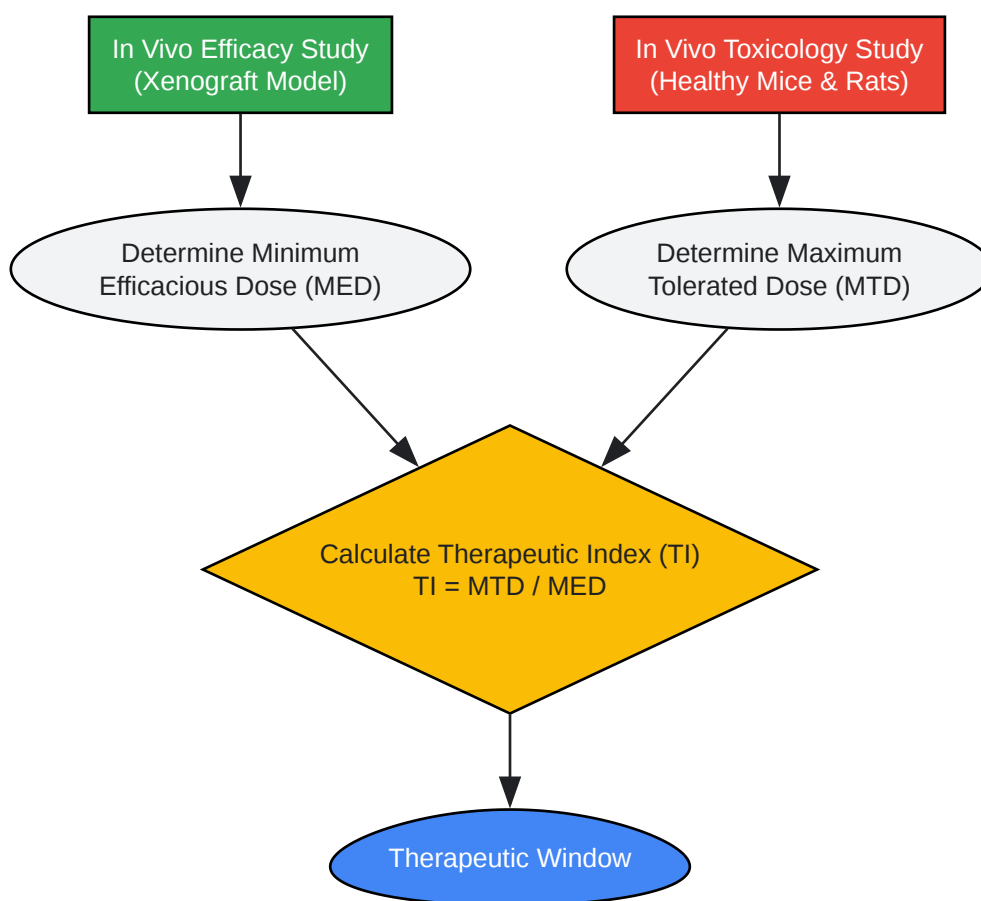 In Vivo Efficacy Study
(Xenograft Model)
In Vivo Toxicology Study
(Healthy Mice & Rats)
Determine Minimum
Efficacious Dose (MED)
Determine Maximum
Tolerated Dose (MTD)
Calculate Therapeutic Index (TI)
TI = MTD / MED
Therapeutic Window